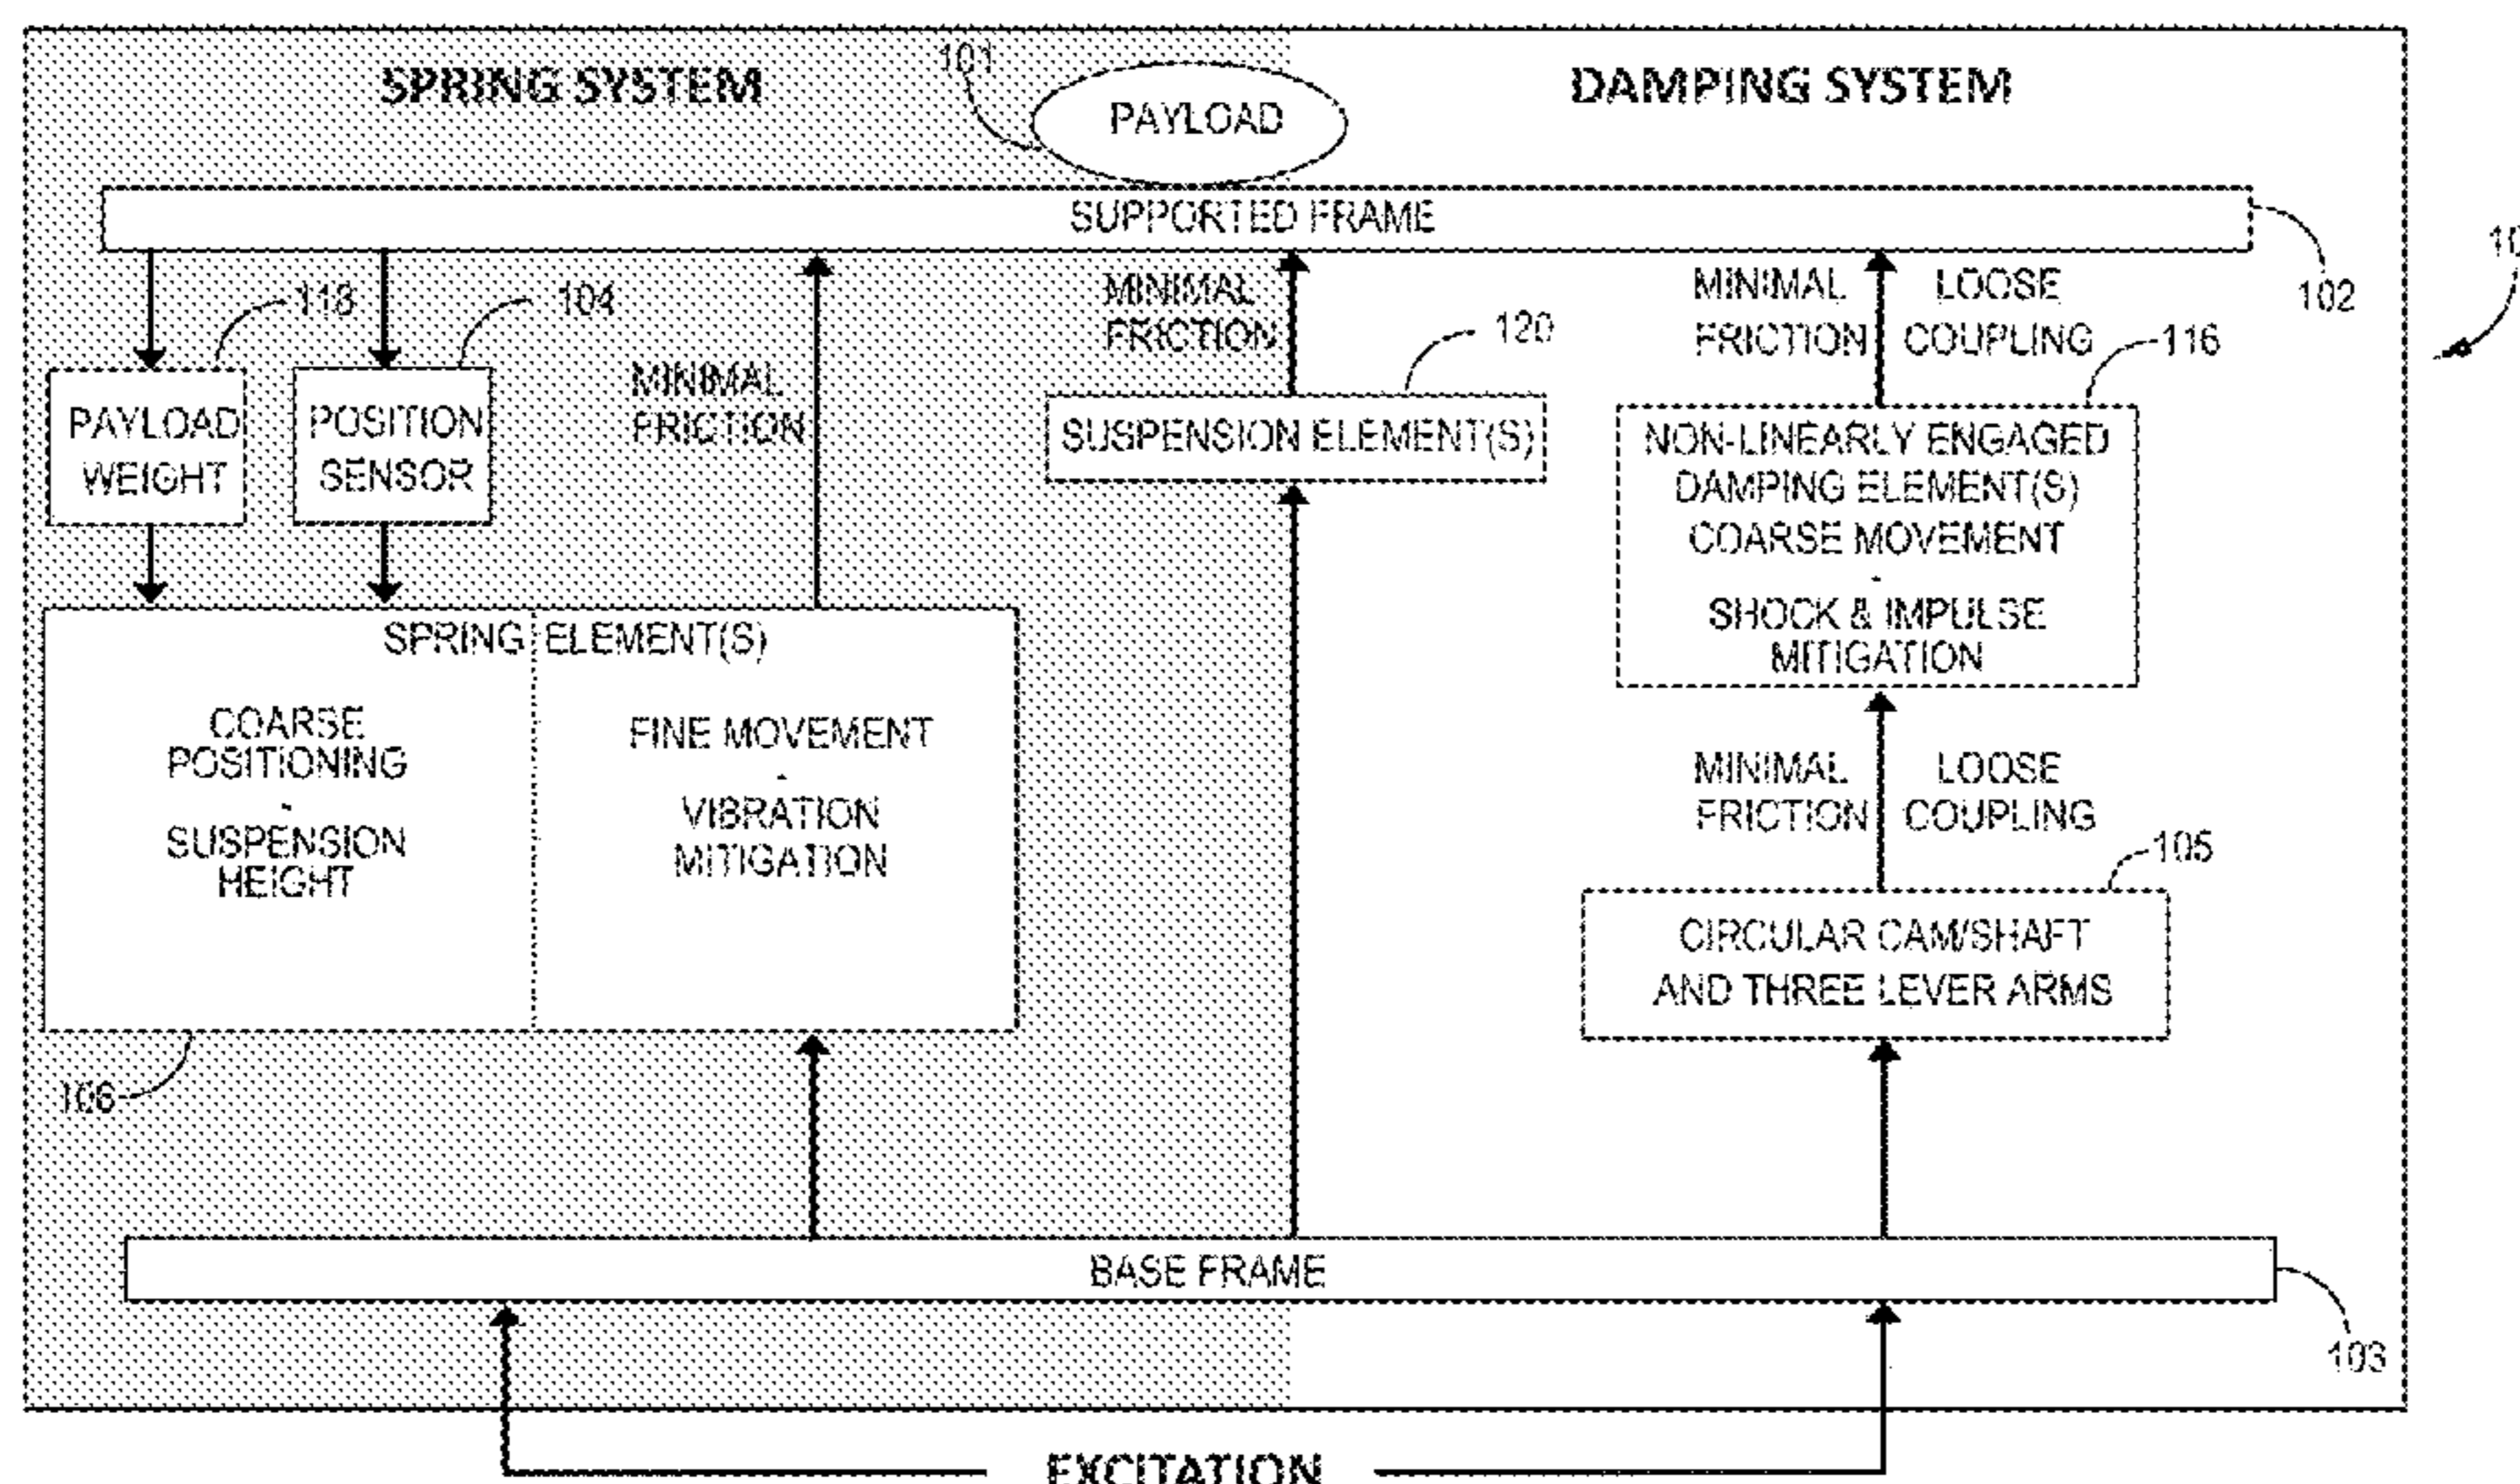 SPRING SYSTEM
101
PAYLOAD
DAMPING SYSTEM
SUPPORTED FRAME
102
118
104
MINIMAL
FRICTION
MINIMAL
FRICTION
120
MINIMAL LOOSE
FRICTION COUPLING
116
PAYLOAD
WEIGHT
POSITION
SENSOR
SUSPENSION ELEMENT(S)
NON-LINEARLY ENGAGED
DAMPING ELEMENT(S)
COARSE MOVEMENT
-
SHOCK & IMPULSE
MITIGATION
SPRING ELEMENT(S)
COARSE
POSITIONING
-
SUSPENSION
HEIGHT
FINE MOVEMENT
-
VIBRATION
MITIGATION
MINIMAL LOOSE
FRICTION COUPLING
105
CIRCULAR CAM/SHAFT
AND THREE LEVER ARMS
106
BASE FRAME
103
EXCITATION